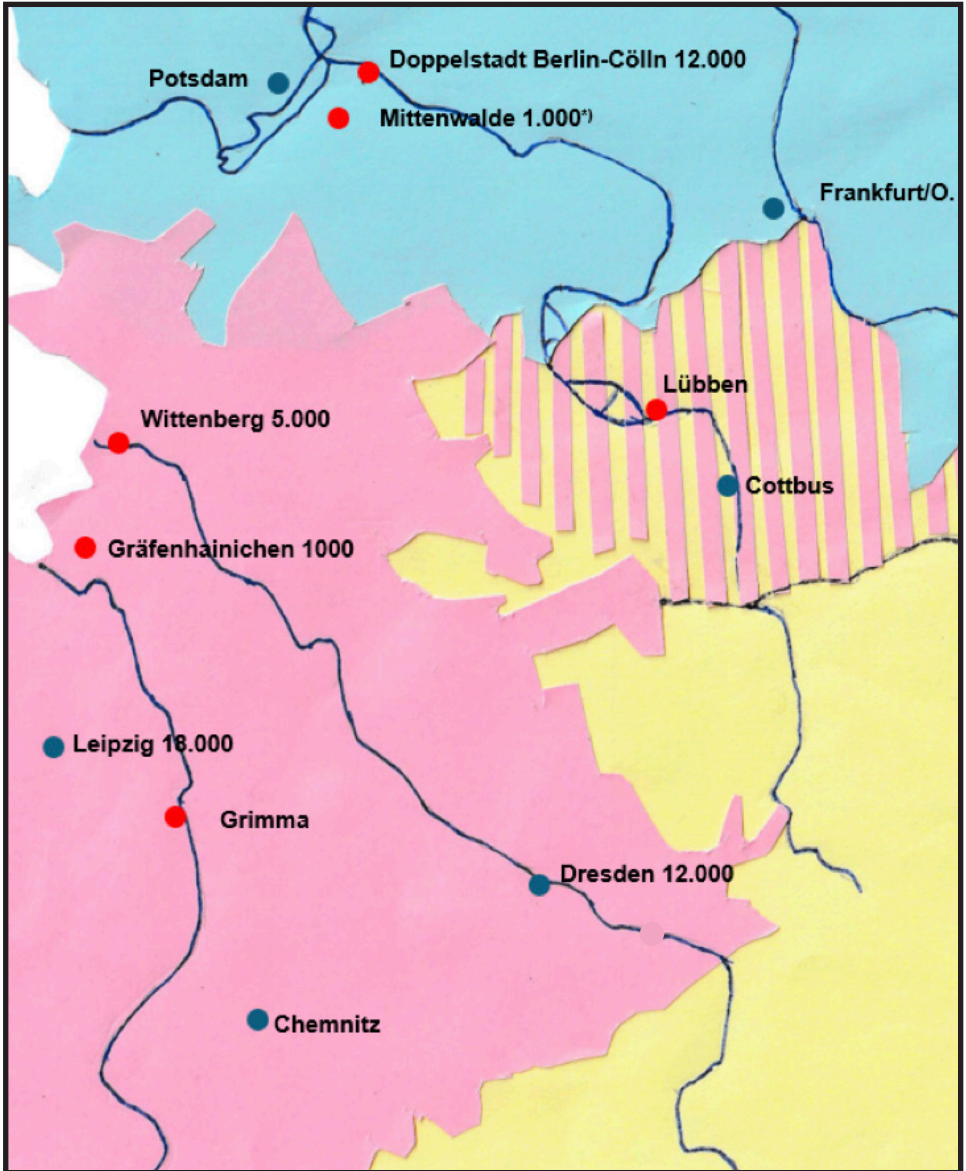 Doppelstadt Berlin-Cölln 12.000
Potsdam
Mittenwalde 1.000*)
Frankfurt/O.
Lübben
Wittenberg 5.000
Cottbus
Gräfenhainichen 1000
Leipzig 18.000
Grimma
Dresden 12.000
Chemnitz